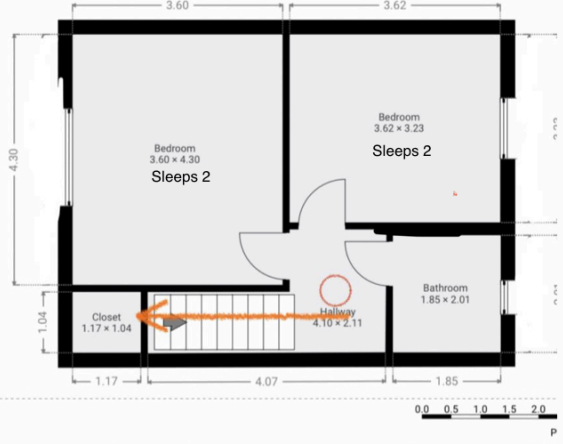 3.60
3.62
Bedroom
3.62 × 3.23
Sleeps 2
Bedroom
3.60 × 4.30
Sleeps 2
4.30
Bathroom
1.85 × 2.01
Hallway
4.10 × 2.11
Closet
1.17 × 1.04
1.04
1.17
4.07
1.85
0.0 0.5 1.0 1.5 2.0
P